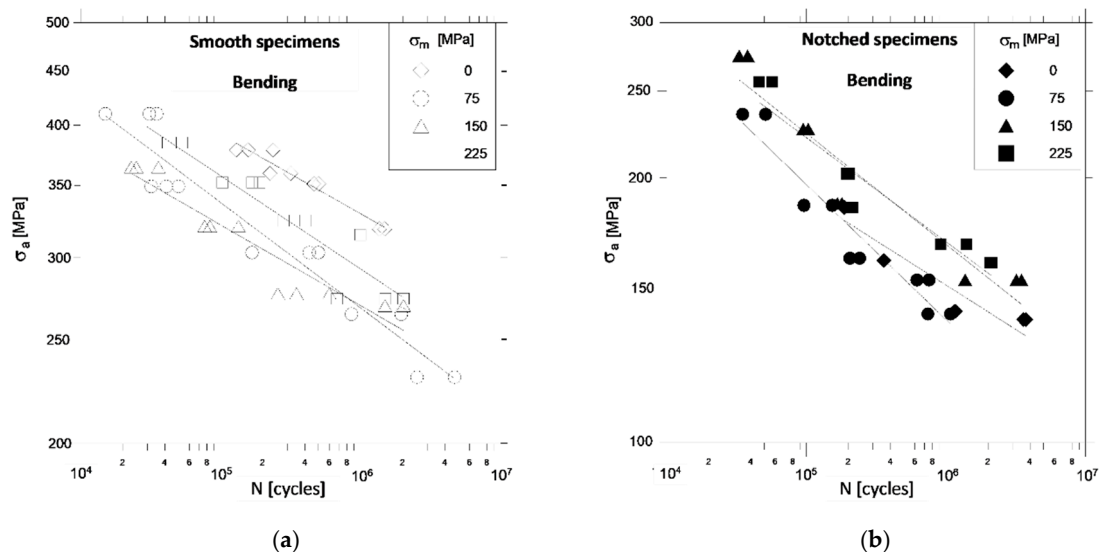 500
450
400
350
300
250
200
σa [MPa]
Smooth specimens
Bending
σm [MPa]
0
75
150
225
10⁴ 2 4 6 8 10⁵ 2 4 6 8 10⁶ 2 4 6 8 10⁷
N [cycles]
(a)
300
250
200
150
100
σa [MPa]
Notched specimens
Bending
σm [MPa]
0
75
150
225
10⁴ 2 4 6 8 10⁵ 2 4 6 8 10⁶ 2 4 6 8 10⁷
N [cycles]
(b)